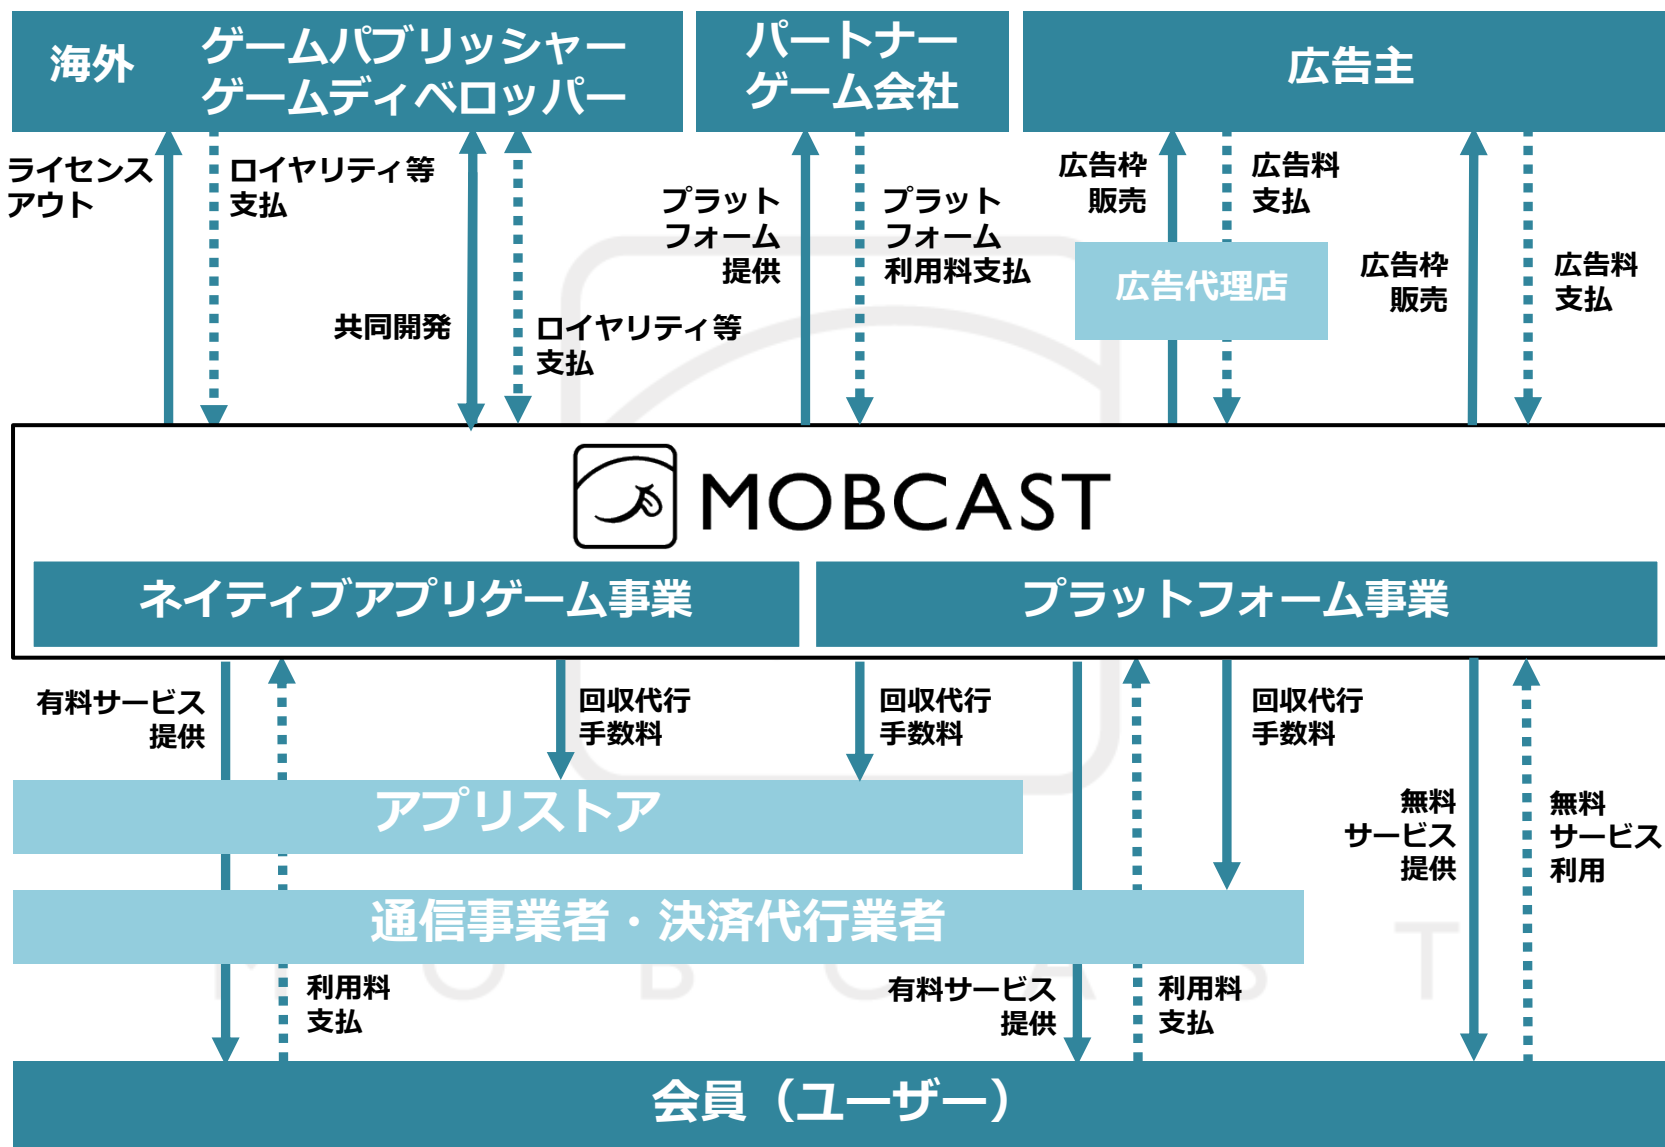 海外
ゲームパブリッシャー
ゲームディベロッパー
パートナー
ゲーム会社
広告主
ライセンス
アウト
ロイヤリティ等
支払
共同開発
ロイヤリティ等
支払
プラット
フォーム
提供
プラット
フォーム
利用料支払
広告枠
販売
広告料
支払
広告代理店
広告枠
販売
広告料
支払
MOBCAST
ネイティブアプリゲーム事業
プラットフォーム事業
有料サービス
提供
回収代行
手数料
回収代行
手数料
回収代行
手数料
アプリストア
無料
サービス
提供
無料
サービス
利用
通信事業者・決済代行業者
MOBCAST
利用料
支払
有料サービス
提供
利用料
支払
会員（ユーザー）